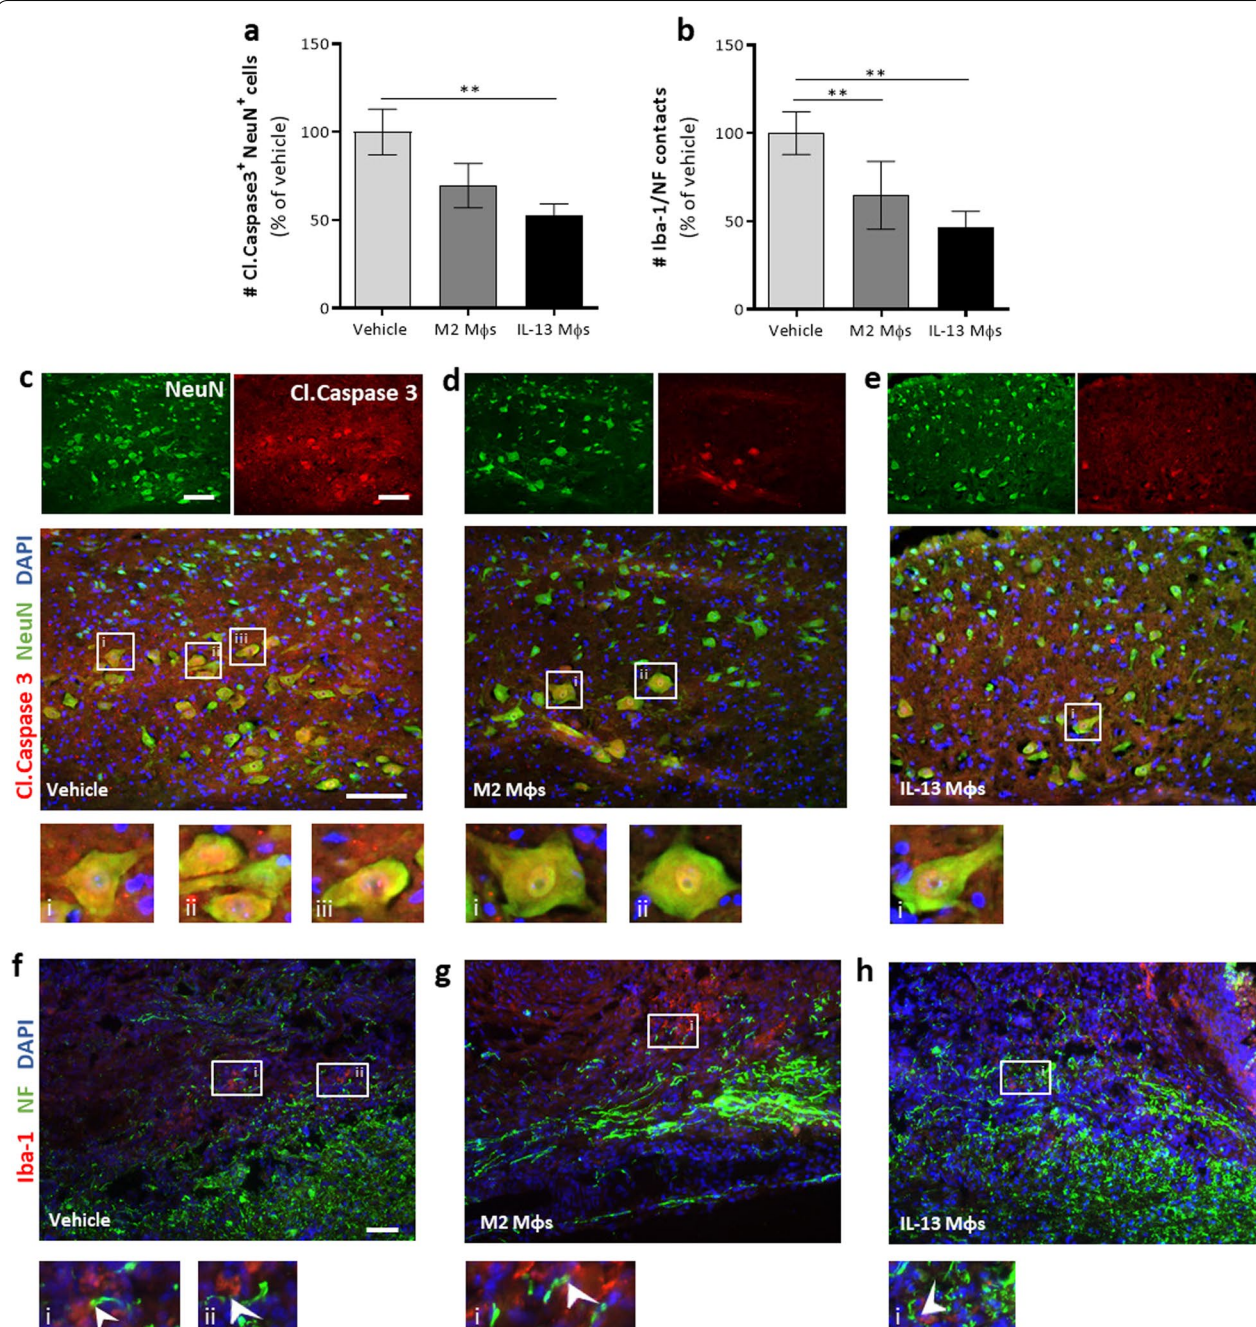 a
# Cl.Caspase3⁺ NeuN⁺ cells
(% of vehicle)
150
100
50
0
**
Vehicle
M2 Mϕs
IL-13 Mϕs
b
# Iba-1/NF contacts
(% of vehicle)
150
100
50
0
**
**
Vehicle
M2 Mϕs
IL-13 Mϕs
c
NeuN
Cl.Caspase 3
d
e
Cl.Caspase 3 NeuN DAPI
i
ii
iii
Vehicle
i
ii
M2 Mϕs
i
IL-13 Mϕs
i
ii
iii
i
ii
i
f
g
h
Iba-1 NF DAPI
i
ii
Vehicle
i
M2 Mϕs
i
IL-13 Mϕs
i
ii
i
i